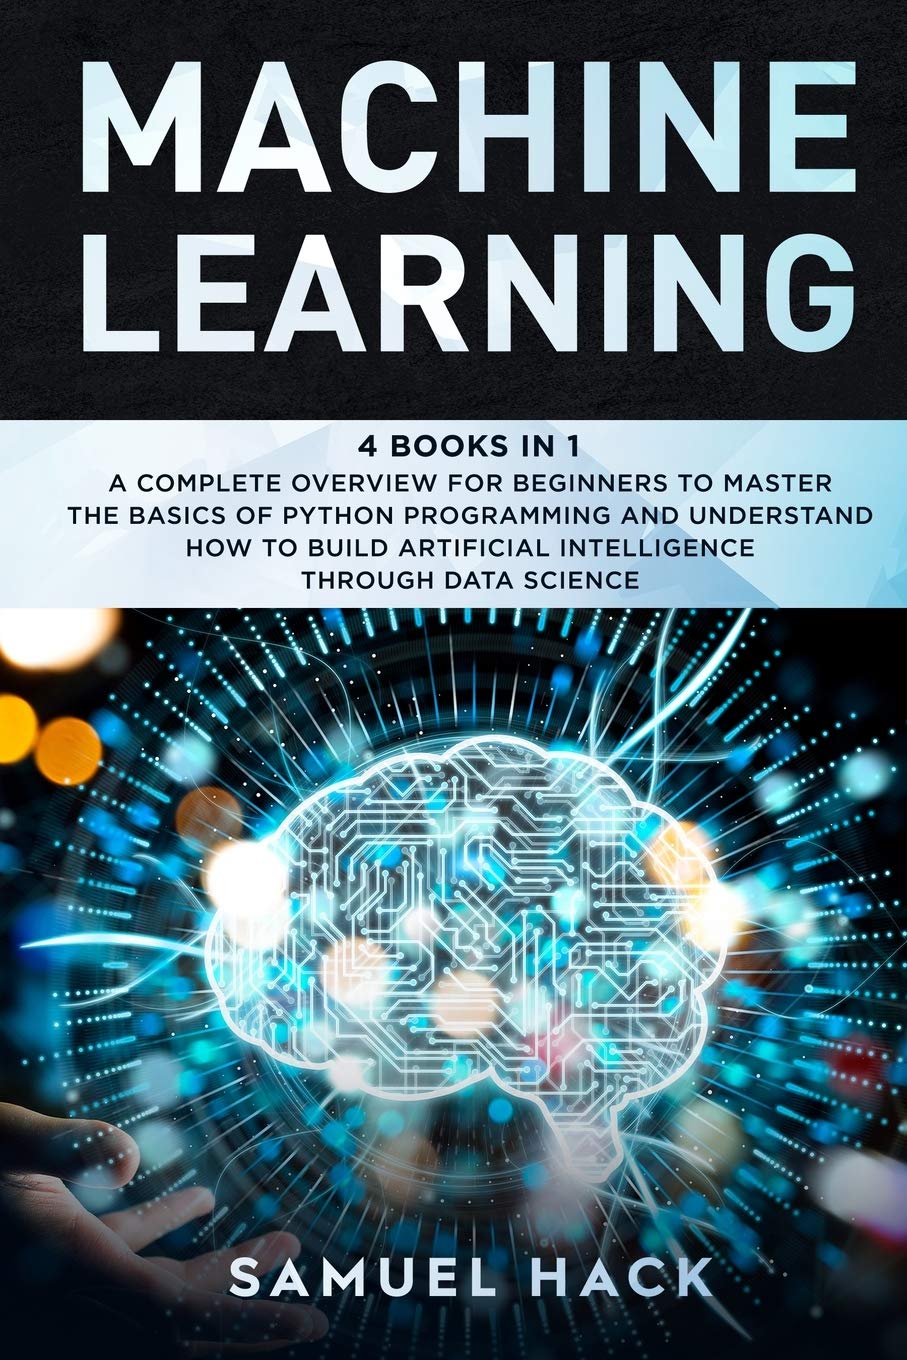 MACHINE
LEARNING
4 BOOKS IN 1
A COMPLETE OVERVIEW FOR BEGINNERS TO MASTER
THE BASICS OF PYTHON PROGRAMMING AND UNDERSTAND
HOW TO BUILD ARTIFICIAL INTELLIGENCE
THROUGH DATA SCIENCE
SAMUEL HACK